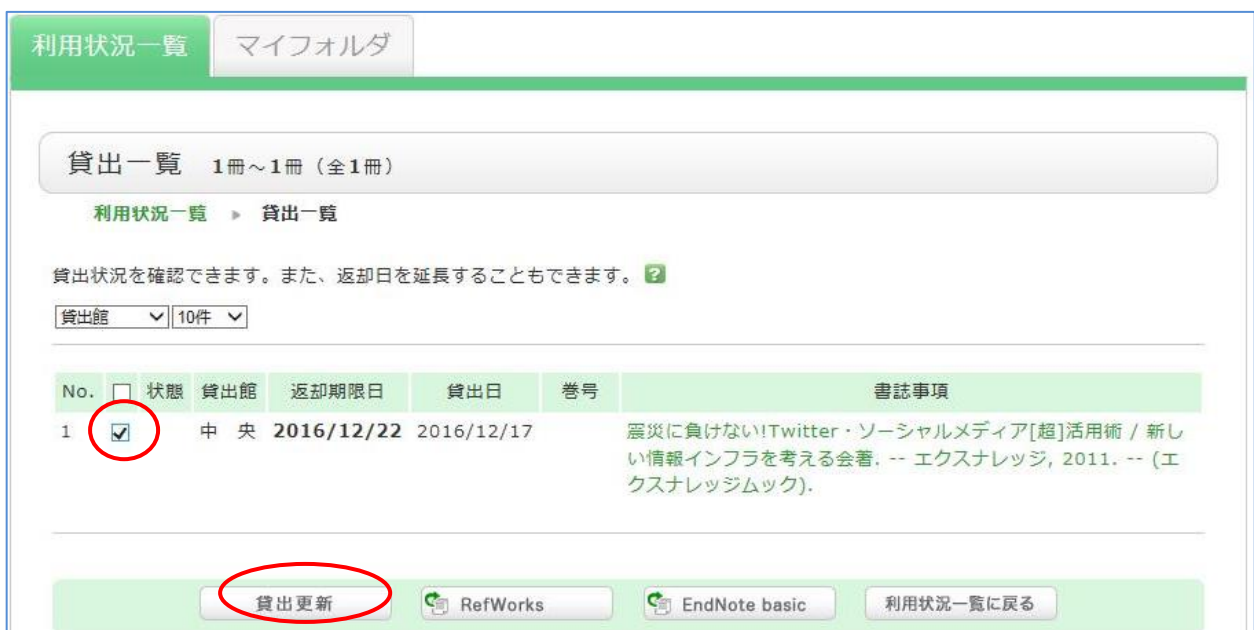 利用状況一覧 マイフォルダ
貸出一覧 1冊～1冊（全1冊）
利用状況一覧 ▶ 貸出一覧
貸出状況を確認できます。また、返却日を延長することもできます。 ?
貸出館 10件
No. 状態 貸出館 返却期限日 貸出日 巻号 書誌事項
1 中 央 2016/12/22 2016/12/17 震災に負けない!Twitter・ソーシャルメディア[超]活用術 / 新し
い情報インフラを考える会著. -- エクスナレッジ, 2011. -- (エ
クスナレッジムック).
貸出更新 RefWorks EndNote basic 利用状況一覧に戻る